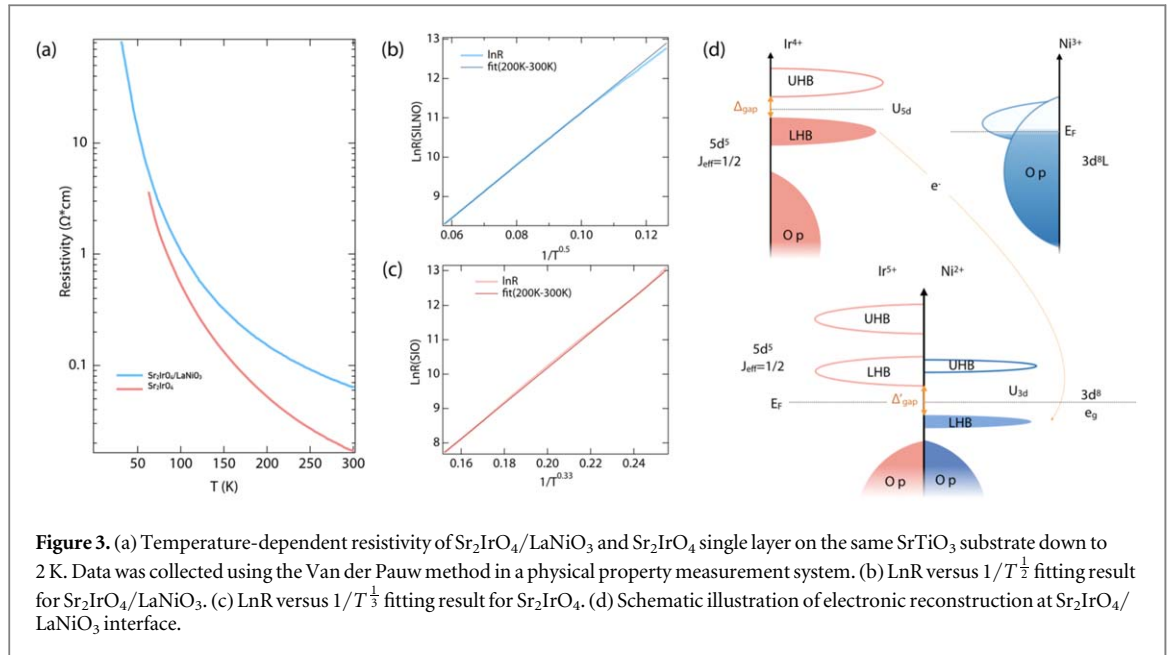 (a)
Resistivity (Ω*cm)
10
1
0.1
Sr₂IrO₄/LaNiO₃
Sr₂IrO₄
50
100
150
200
250
300
T (K)
(b)
LnR(SILNO)
13
12
11
10
9
lnR
fit(200K-300K)
0.06
0.08
0.10
0.12
1/T^0.5
(c)
LnR(SIO)
13
12
11
10
9
8
lnR
fit(200K-300K)
0.16
0.18
0.20
0.22
0.24
1/T^0.33
(d)
Ir⁴⁺
UHB
Δgap
U5d
LHB
5d⁵
Jeff=1/2
O p
e⁻
Ni³⁺
EF
O p
3d⁸L
Ir⁵⁺
Ni²⁺
UHB
5d⁵
Jeff=1/2
LHB
UHB
EF
Δ'gap
U3d
3d⁸
eg
LHB
O p
O p
Figure 3. (a) Temperature-dependent resistivity of Sr₂IrO₄/LaNiO₃ and Sr₂IrO₄ single layer on the same SrTiO₃ substrate down to
2 K. Data was collected using the Van der Pauw method in a physical property measurement system. (b) LnR versus 1/T^1/2 fitting result
for Sr₂IrO₄/LaNiO₃. (c) LnR versus 1/T^1/3 fitting result for Sr₂IrO₄. (d) Schematic illustration of electronic reconstruction at Sr₂IrO₄/
LaNiO₃ interface.